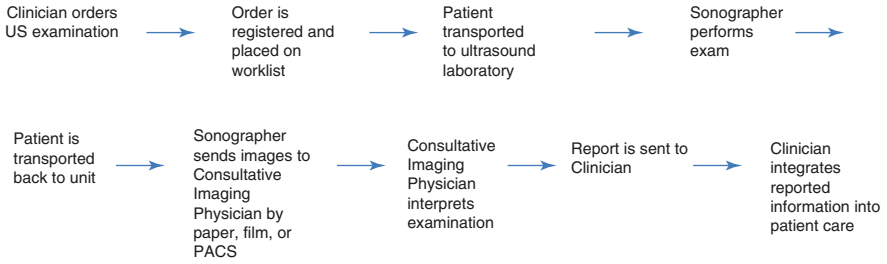 Clinician orders
US examination
Order is
registered and
placed on
worklist
Patient
transported
to ultrasound
laboratory
Sonographer
performs
exam
Patient is
transported
back to unit
Sonographer
sends images to
Consultative
Imaging
Physician by
paper, film, or
PACS
Consultative
Imaging
Physician
interprets
examination
Report is sent to
Clinician
Clinician
integrates
reported
information into
patient care